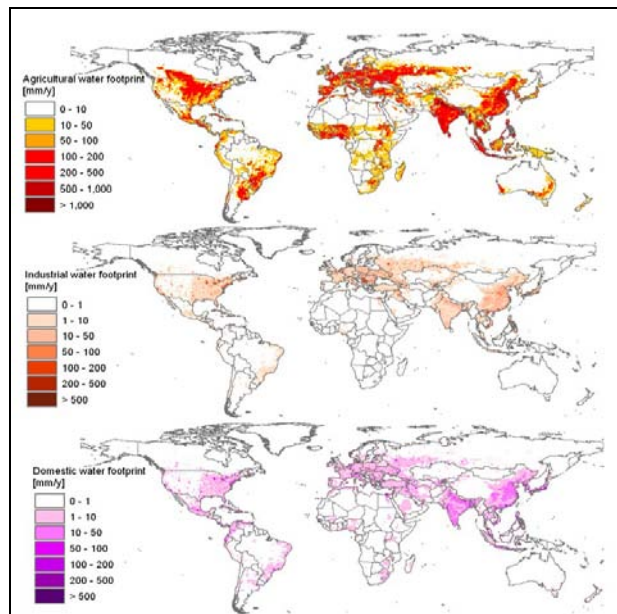 Agricultural water footprint
[mm/y]
0 - 10
10 - 50
50 - 100
100 - 200
200 - 500
500 - 1,000
> 1,000
Industrial water footprint
[mm/y]
0 - 1
1 - 10
10 - 50
50 - 100
100 - 200
200 - 500
> 500
Domestic water footprint
[mm/y]
0 - 1
1 - 10
10 - 50
50 - 100
100 - 200
200 - 500
> 500